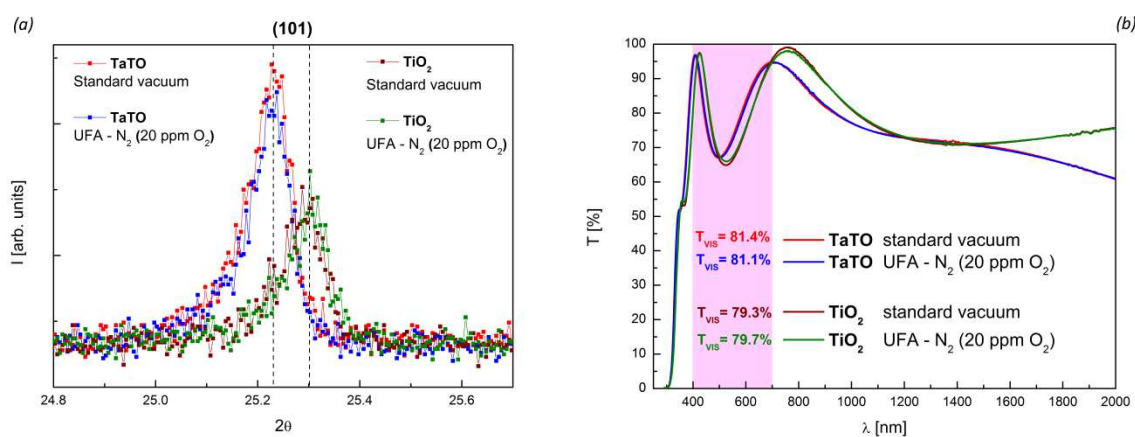 (a)
(101)
TaTO
Standard vacuum
TaTO
UFA - N₂ (20 ppm O₂)
TiO₂
Standard vacuum
TiO₂
UFA - N₂ (20 ppm O₂)
I [arb. units]
24.8 25.0 25.2 25.4 25.6
2θ
(b)
100
90
80
70
60
50
40
30
20
10
0
T [%]
T_VIS = 81.4% TaTO standard vacuum
T_VIS = 81.1% TaTO UFA - N₂ (20 ppm O₂)
T_VIS = 79.3% TiO₂ standard vacuum
T_VIS = 79.7% TiO₂ UFA - N₂ (20 ppm O₂)
400 600 800 1000 1200 1400 1600 1800 2000
λ [nm]